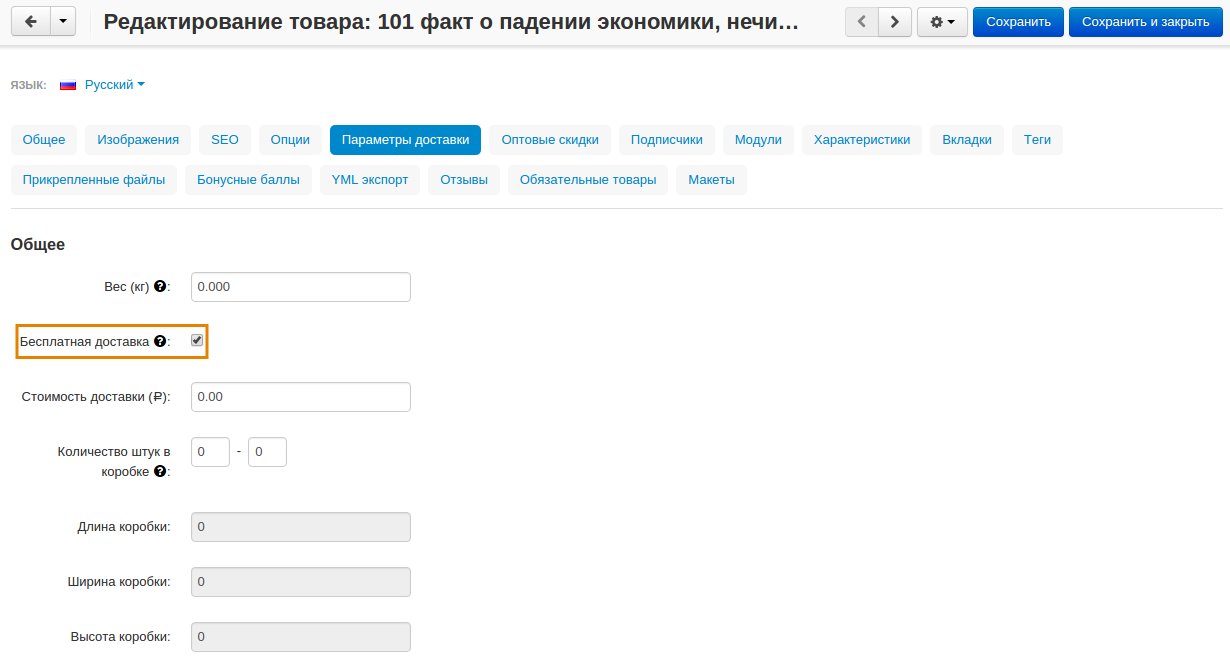 Редактирование товара: 101 факт о падении экономики, нечи...
Сохранить
Сохранить и закрыть
ЯЗЫК: Русский
Общее Изображения SEO Опции Параметры доставки Оптовые скидки Подписчики Модули Характеристики Вкладки Теги
Прикрепленные файлы Бонусные баллы YML экспорт Отзывы Обязательные товары Макеты
Общее
Вес (кг) ?: 0.000
Бесплатная доставка ?:
Стоимость доставки (₽): 0.00
Количество штук в
коробке ?: 0 - 0
Длина коробки: 0
Ширина коробки: 0
Высота коробки: 0